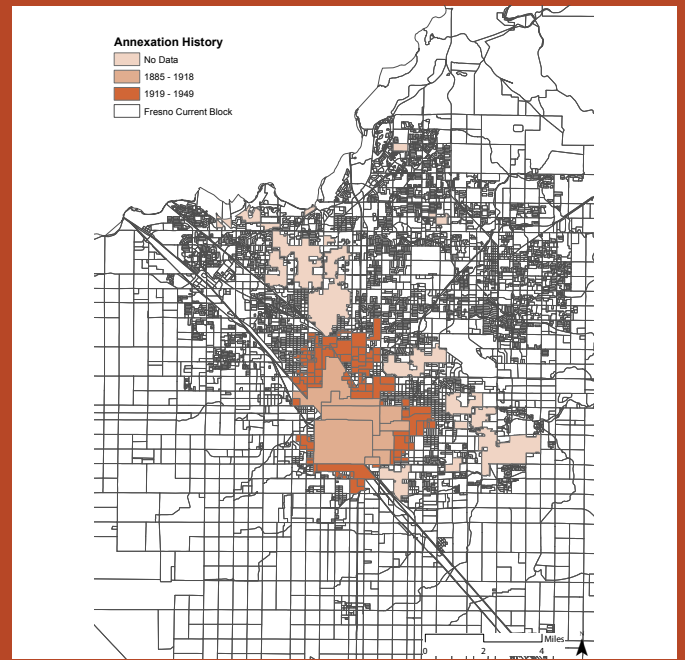 Annexation History
No Data
1885 - 1918
1919 - 1949
Fresno Current Block
Miles
0 2 4
N